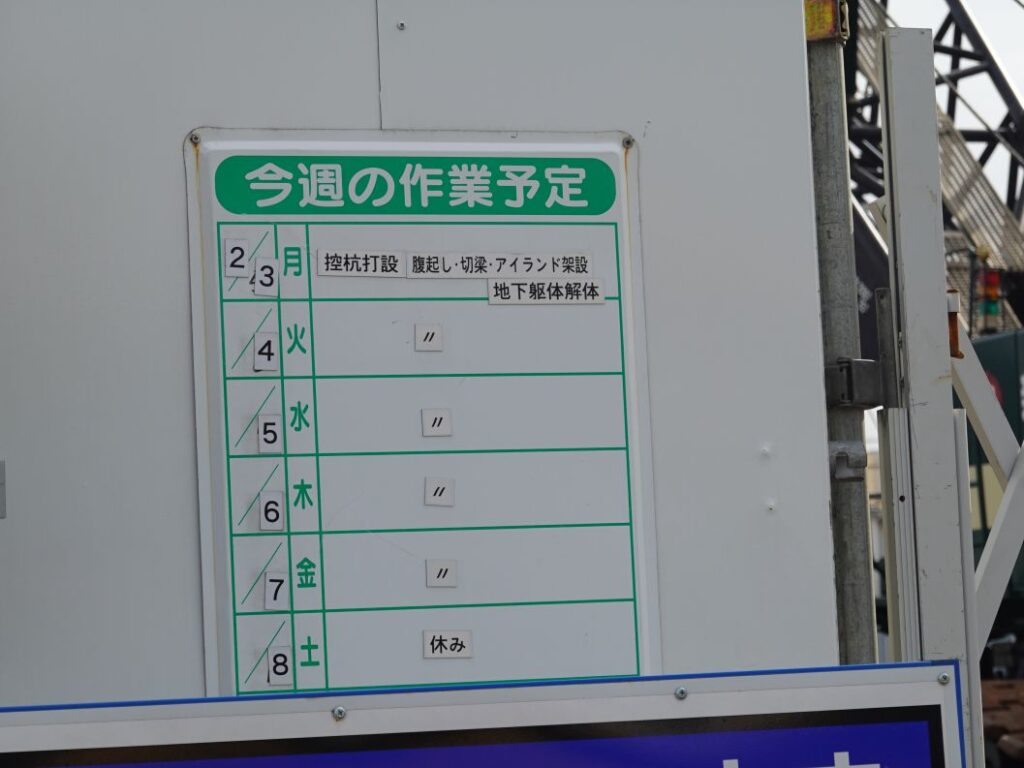 今週の作業予定
2/3 月 控杭打設 腹起し・切梁・アイランド架設
地下躯体解体
/4 火 〃
/5 水 〃
/6 木 〃
/7 金 〃
/8 土 休み